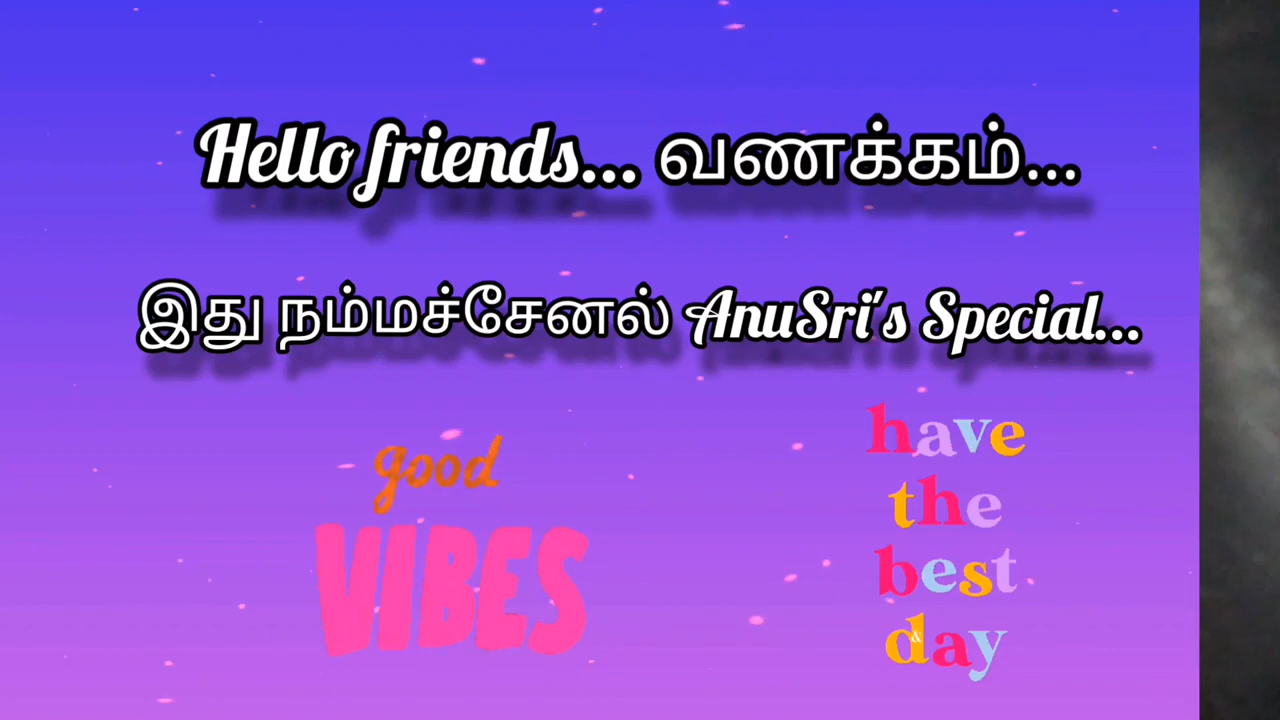 Hello friends... வணக்கம்...
இது நம்மச்சேனல் AnuSri's Special...
good
VIBES
have
the
best
day
&